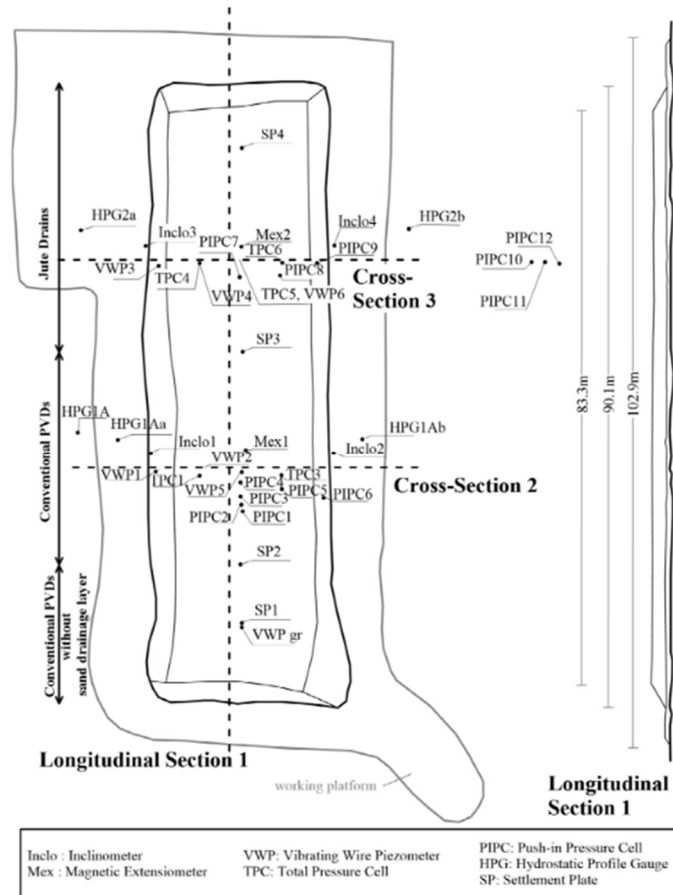 SP4
HPG2a
HPG2b
Inclo3
PIPC7
Mex2
TPC6
Inclo4
PIPC9
PIPC12
PIPC10
PIPC11
VWP3
TPC4
VWP4
PIPC8
TPC5, VWP6
Cross-
Section 3
Jute Drains
SP3
83.3m
90.1m
102.9m
HPG1A
HPG1Aa
HPG1Ab
Inclo1
Mex1
Inclo2
VWP2
Conventional PVDs
VWP1
TPC1
VWP5
PIPC4
TPC3
PIPC5
PIPC6
Cross-Section 2
PIPC3
PIPC2
PIPC1
SP2
SP1
VWP gr
Conventional PVDs
without
sand drainage layer
Longitudinal Section 1
working platform
Longitudinal
Section 1
Inclo : Inclinometer
Mex : Magnetic Extensiometer
VWP: Vibrating Wire Piezometer
TPC: Total Pressure Cell
PIPC: Push-in Pressure Cell
HPG: Hydrostatic Profile Gauge
SP: Settlement Plate